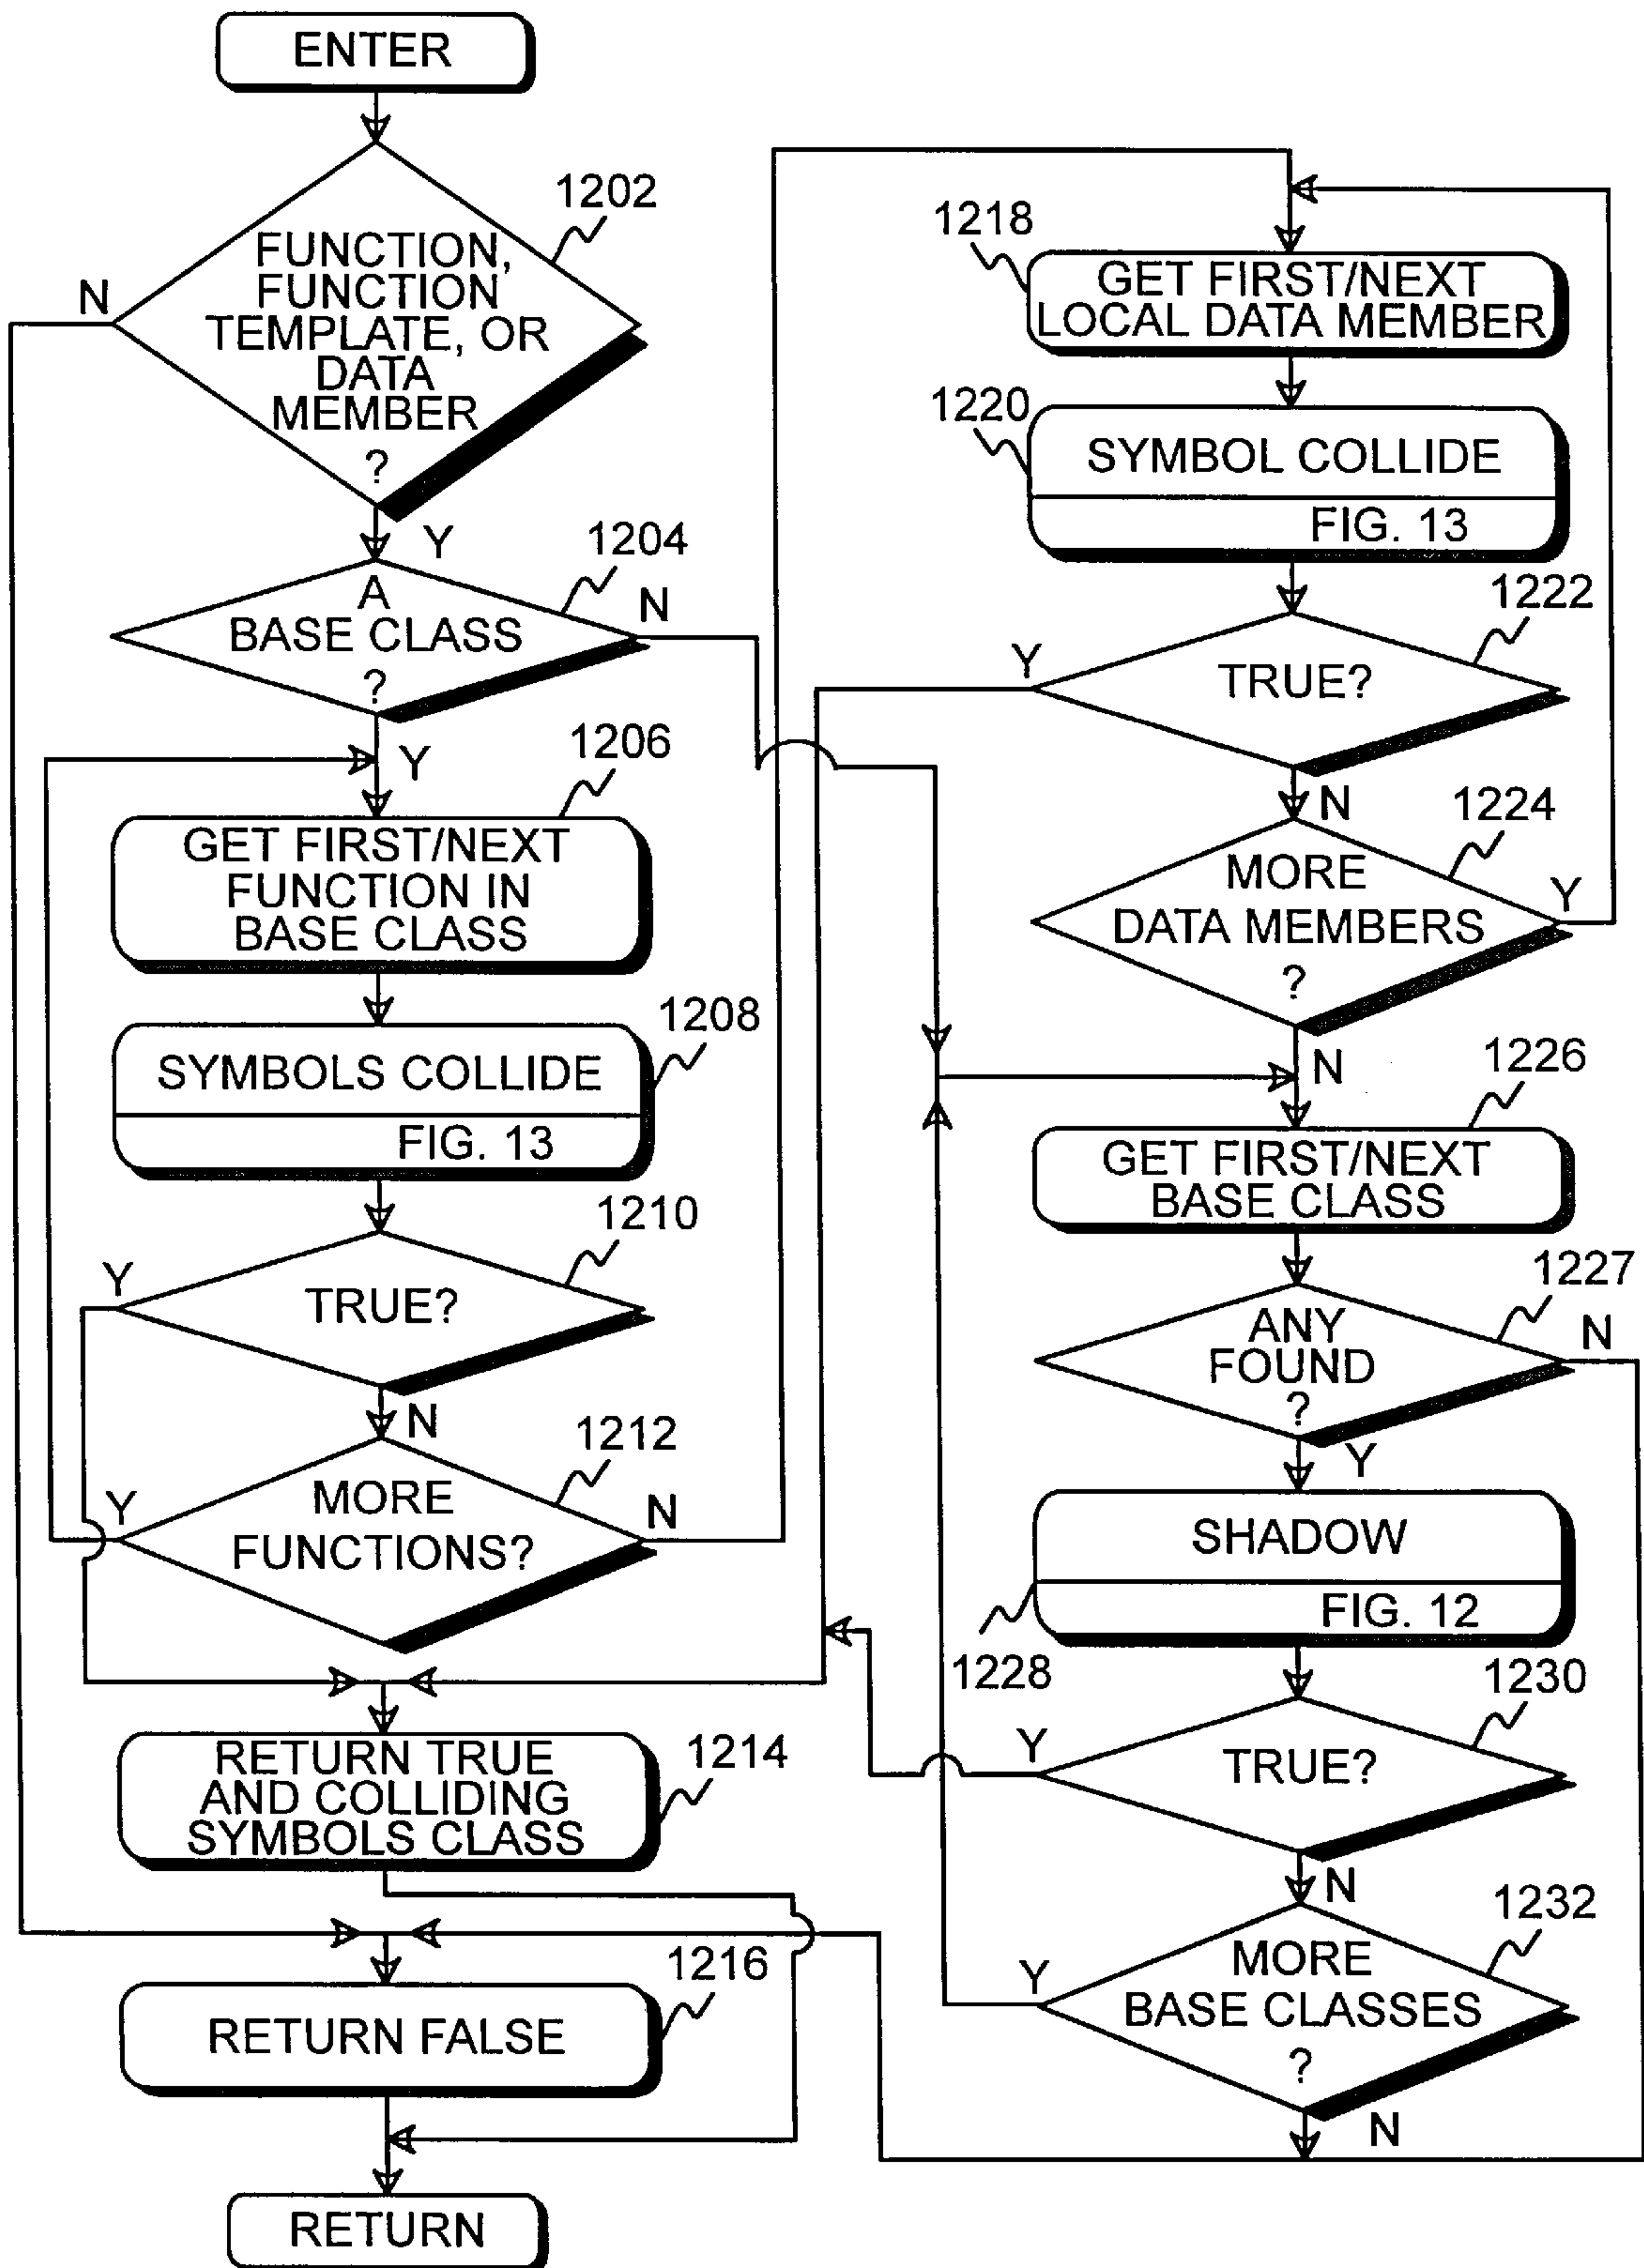 ENTER
1202
FUNCTION,
FUNCTION
TEMPLATE, OR
DATA
MEMBER
?
N
Y
1204
A
BASE CLASS
?
N
Y
1206
GET FIRST/NEXT
FUNCTION IN
BASE CLASS
1208
SYMBOLS COLLIDE
FIG. 13
1210
Y
TRUE?
N
1212
Y
MORE
FUNCTIONS?
N
RETURN TRUE
AND COLLIDING
SYMBOLS CLASS
1214
1216
RETURN FALSE
RETURN
1218
GET FIRST/NEXT
LOCAL DATA MEMBER
1220
SYMBOL COLLIDE
FIG. 13
1222
Y
TRUE?
N
1224
MORE
DATA MEMBERS
?
Y
N
1226
GET FIRST/NEXT
BASE CLASS
1227
ANY
FOUND
?
N
Y
SHADOW
FIG. 12
1228
1230
Y
TRUE?
N
1232
Y
MORE
BASE CLASSES
?
N